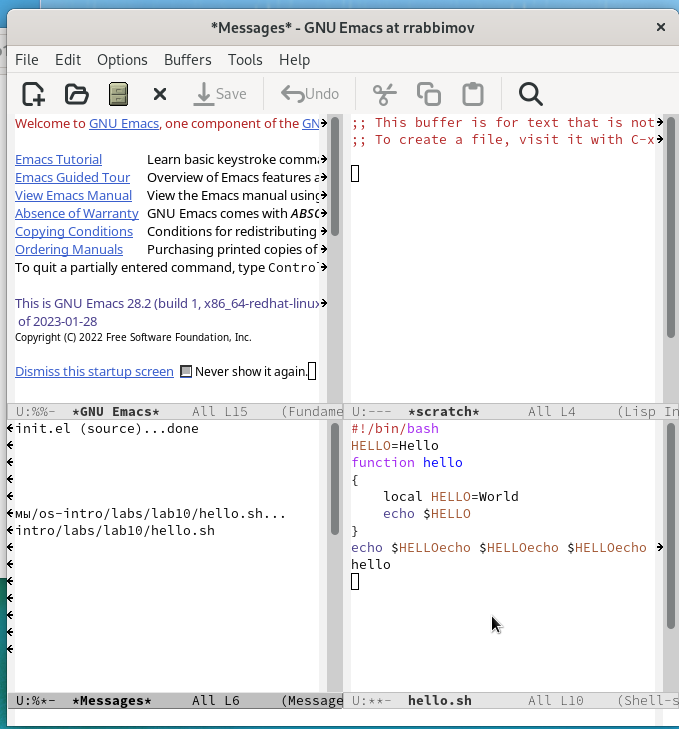 *Messages* - GNU Emacs at rrabbimov
File Edit Options Buffers Tools Help
Save Undo
Welcome to GNU Emacs, one component of the GN
Emacs Tutorial Learn basic keystroke comm
Emacs Guided Tour Overview of Emacs features a
View Emacs Manual View the Emacs manual using
Absence of Warranty GNU Emacs comes with ABSO
Copying Conditions Conditions for redistributing
Ordering Manuals Purchasing printed copies of
To quit a partially entered command, type Contro
This is GNU Emacs 28.2 (build 1, x86_64-redhat-linux
of 2023-01-28
Copyright (C) 2022 Free Software Foundation, Inc.
Dismiss this startup screen Never show it again.
U:%%- *GNU Emacs* All L15 (Fundame
;; This buffer is for text that is not
;; To create a file, visit it with C-x
U:--- *scratch* All L4 (Lisp In
init.el (source)...done
мы/os-intro/labs/lab10/hello.sh...
intro/labs/lab10/hello.sh
U:%*- *Messages* All L6 (Message
#!/bin/bash
HELLO=Hello
function hello
{
local HELLO=World
echo $HELLO
}
echo $HELLOecho $HELLOecho $HELLOecho
hello
U:**- hello.sh All L10 (Shell-s